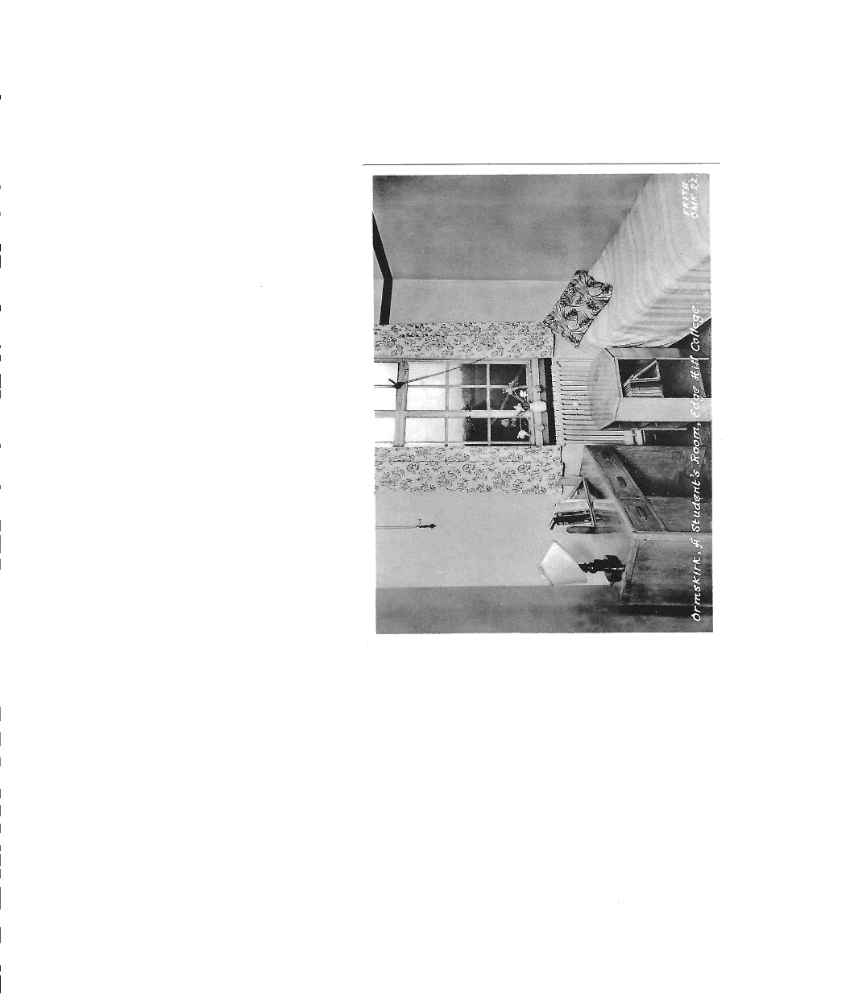 Ormskirk, A Student's Room, Edge Hill College.
FRITH
OMK 22.